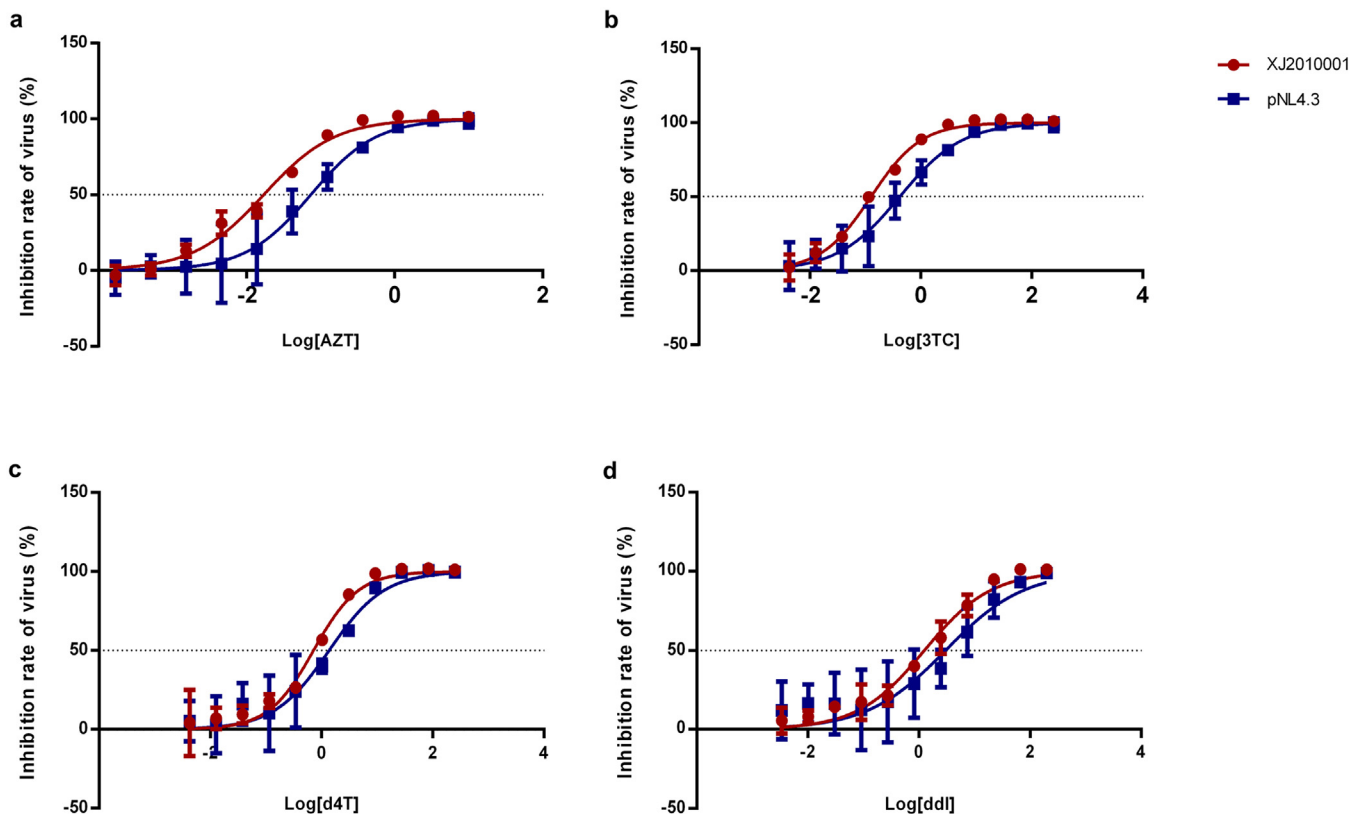 a
150
100
50
0
-50
-2
0
2
Inhibition rate of virus (%)
Log[AZT]
b
150
100
50
0
-50
-2
0
2
4
Inhibition rate of virus (%)
Log[3TC]
XJ2010001
pNL4.3
c
150
100
50
0
-50
-2
0
2
4
Inhibition rate of virus (%)
Log[d4T]
d
150
100
50
0
-50
-2
0
2
4
Inhibition rate of virus (%)
Log[ddI]